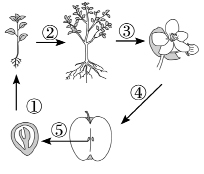 ② ③
④
①
⑤